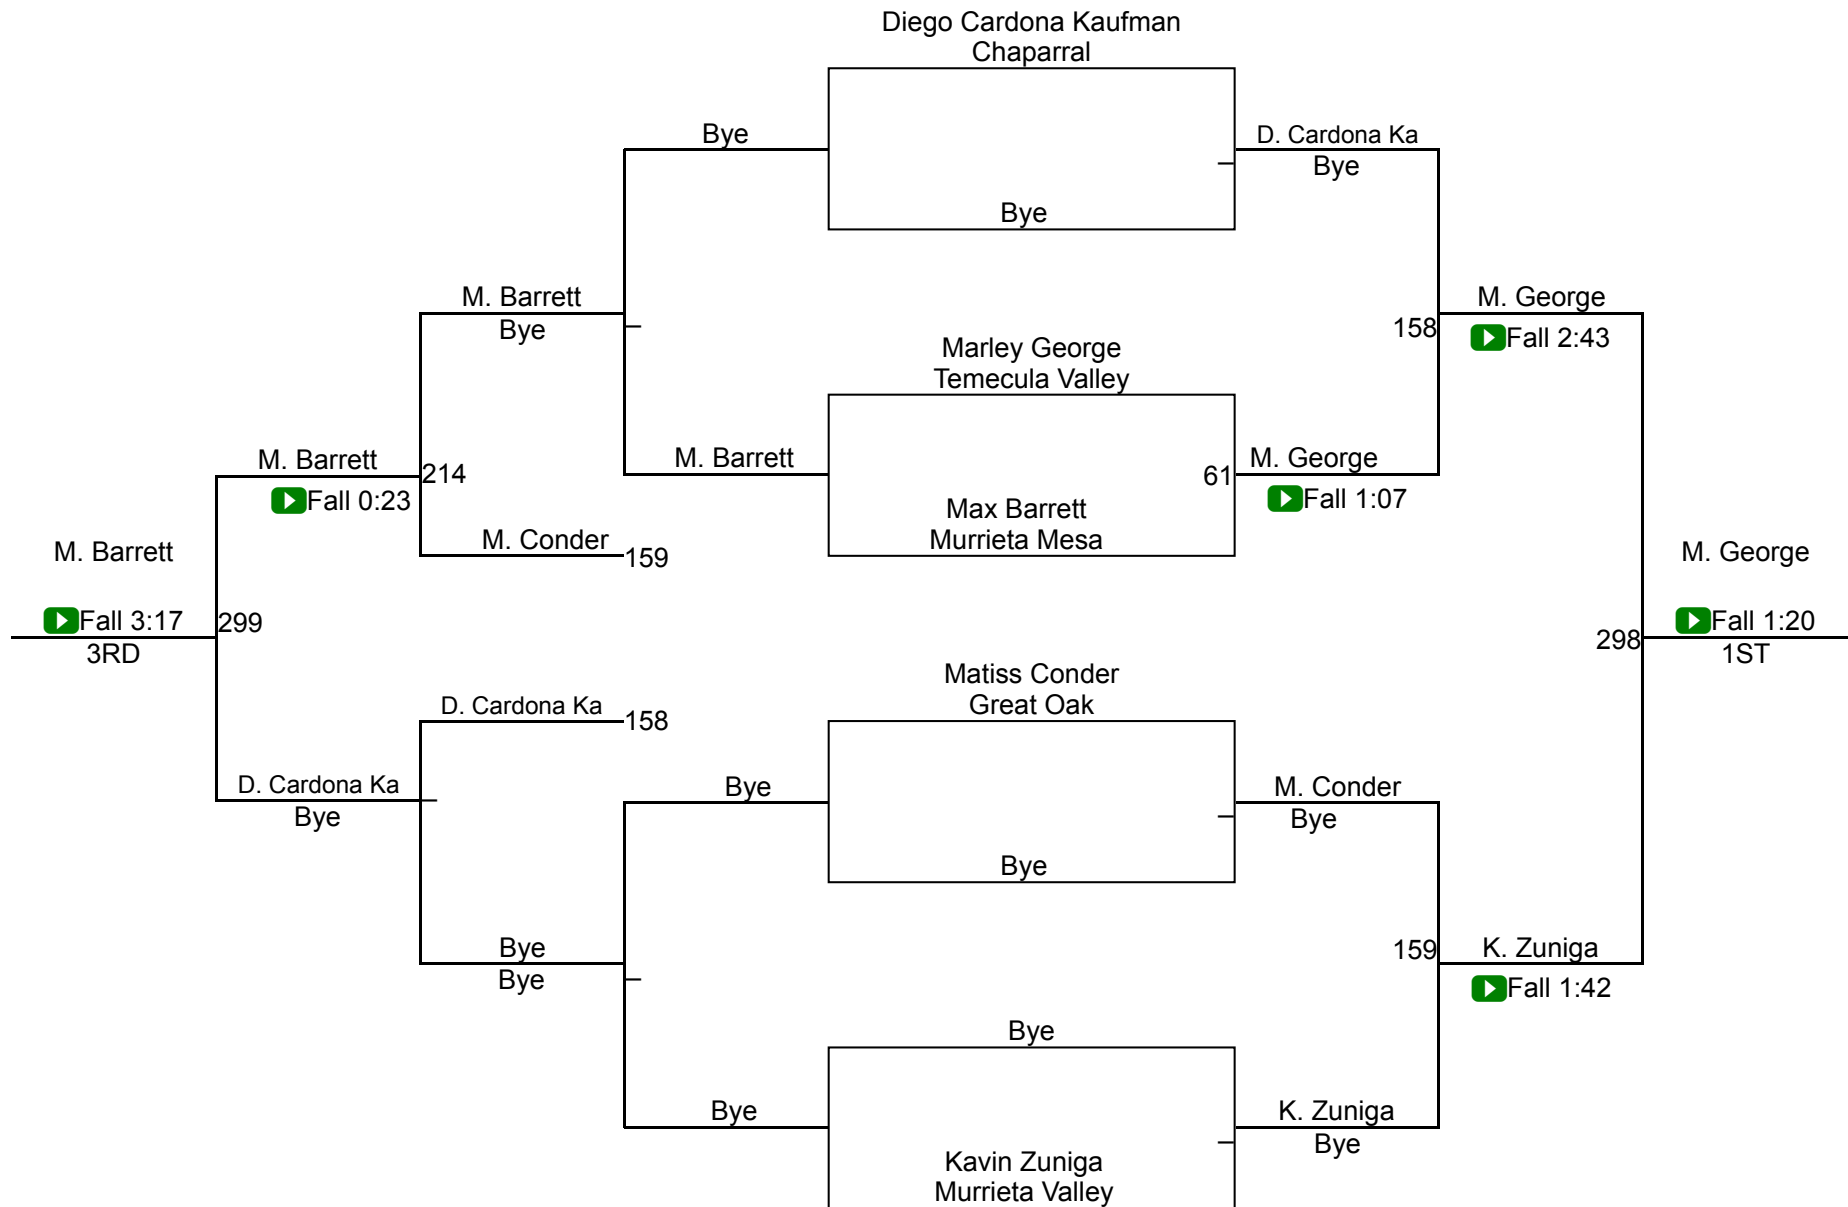 Diego Cardona Kaufman
Chaparral
Bye
D. Cardona Ka
Bye
Bye
M. Barrett
Bye
M. George
158
Fall 2:43
Marley George
Temecula Valley
M. Barrett
214
Fall 0:23
M. Barrett
61
M. George
Fall 1:07
Max Barrett
Murrieta Mesa
M. Conder
159
M. Barrett
Fall 3:17
299
3RD
M. George
298
Fall 1:20
1ST
Matiss Conder
Great Oak
D. Cardona Ka
158
D. Cardona Ka
Bye
Bye
M. Conder
Bye
Bye
Bye
Bye
159
K. Zuniga
Fall 1:42
Bye
Bye
K. Zuniga
Bye
Kavin Zuniga
Murrieta Valley